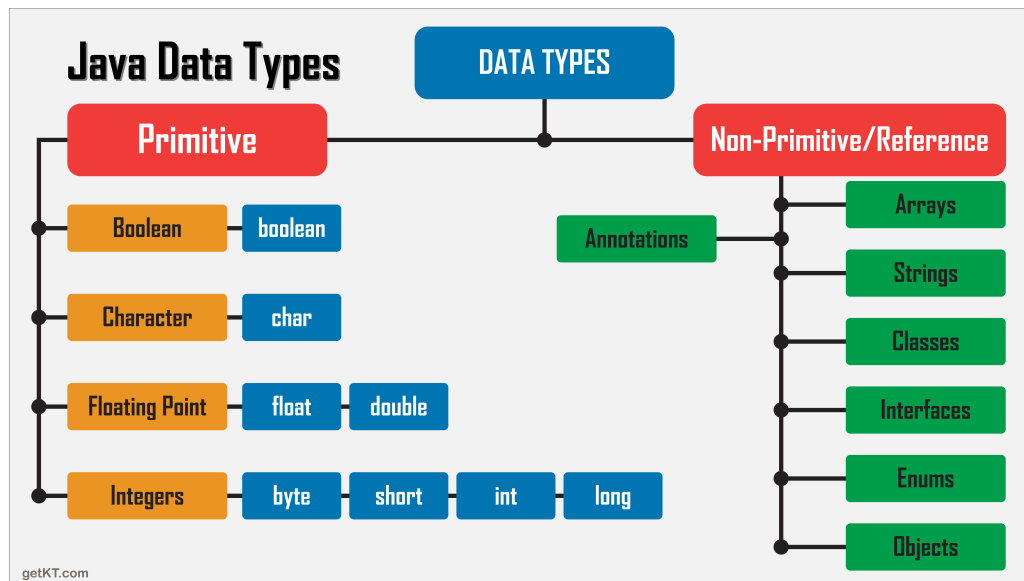 Java Data Types
DATA TYPES
Primitive
Non-Primitive/Reference
Boolean
boolean
Character
char
Floating Point
float
double
Integers
byte
short
int
long
Annotations
Arrays
Strings
Classes
Interfaces
Enums
Objects
getKT.com